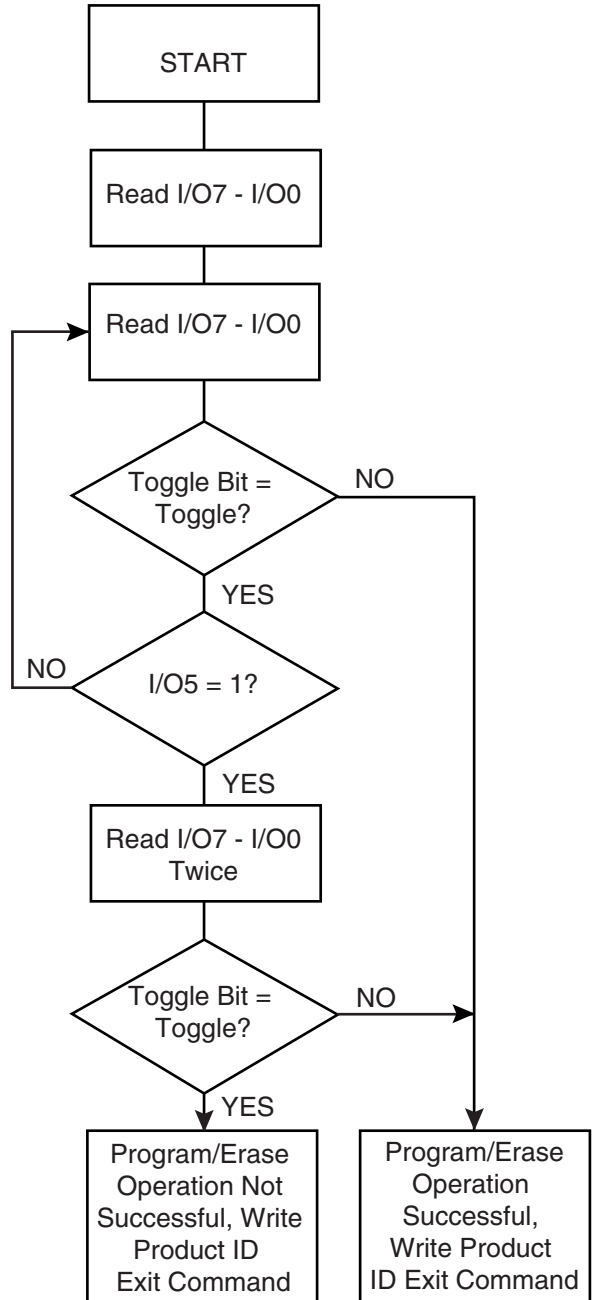 START
Read I/O7 - I/O0
Read I/O7 - I/O0
Toggle Bit =
Toggle?
NO
YES
I/O5 = 1?
NO
YES
Read I/O7 - I/O0
Twice
Toggle Bit =
Toggle?
NO
YES
Program/Erase
Operation Not
Successful, Write
Product ID
Exit Command
Program/Erase
Operation
Successful,
Write Product
ID Exit Command